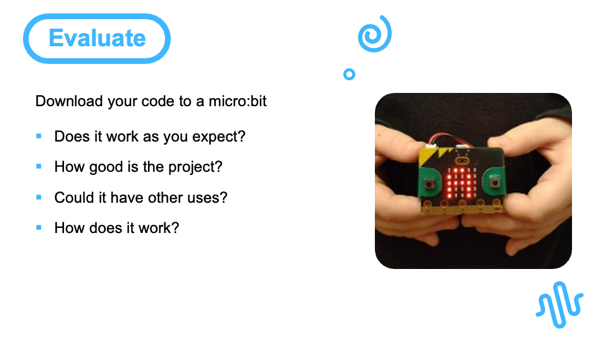 Evaluate
Download your code to a micro:bit
Does it work as you expect?
How good is the project?
Could it have other uses?
How does it work?